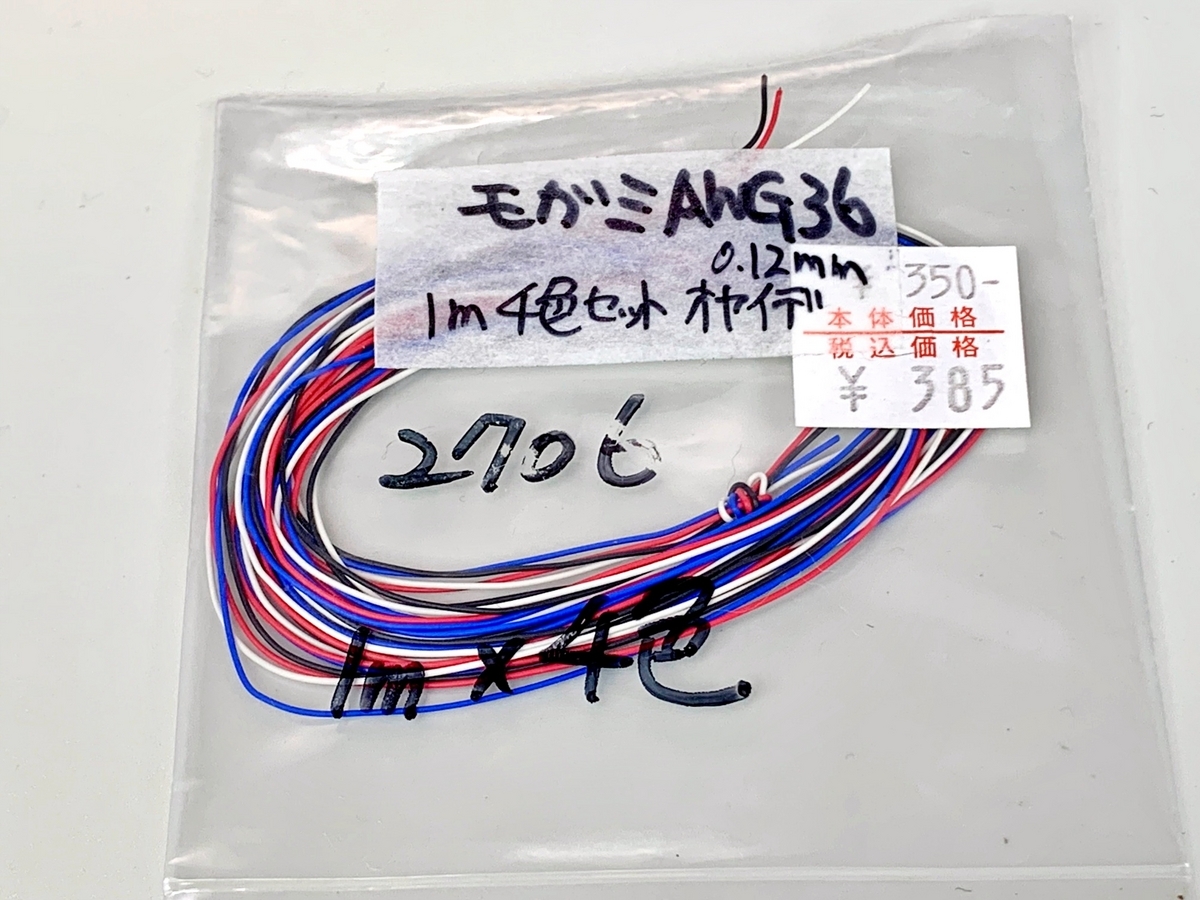 モガミAWG36
0.12mm
1m 4色セット オヤイデ
¥ 350-
本体価格
税込価格
¥ 385
2706
1m × 4色